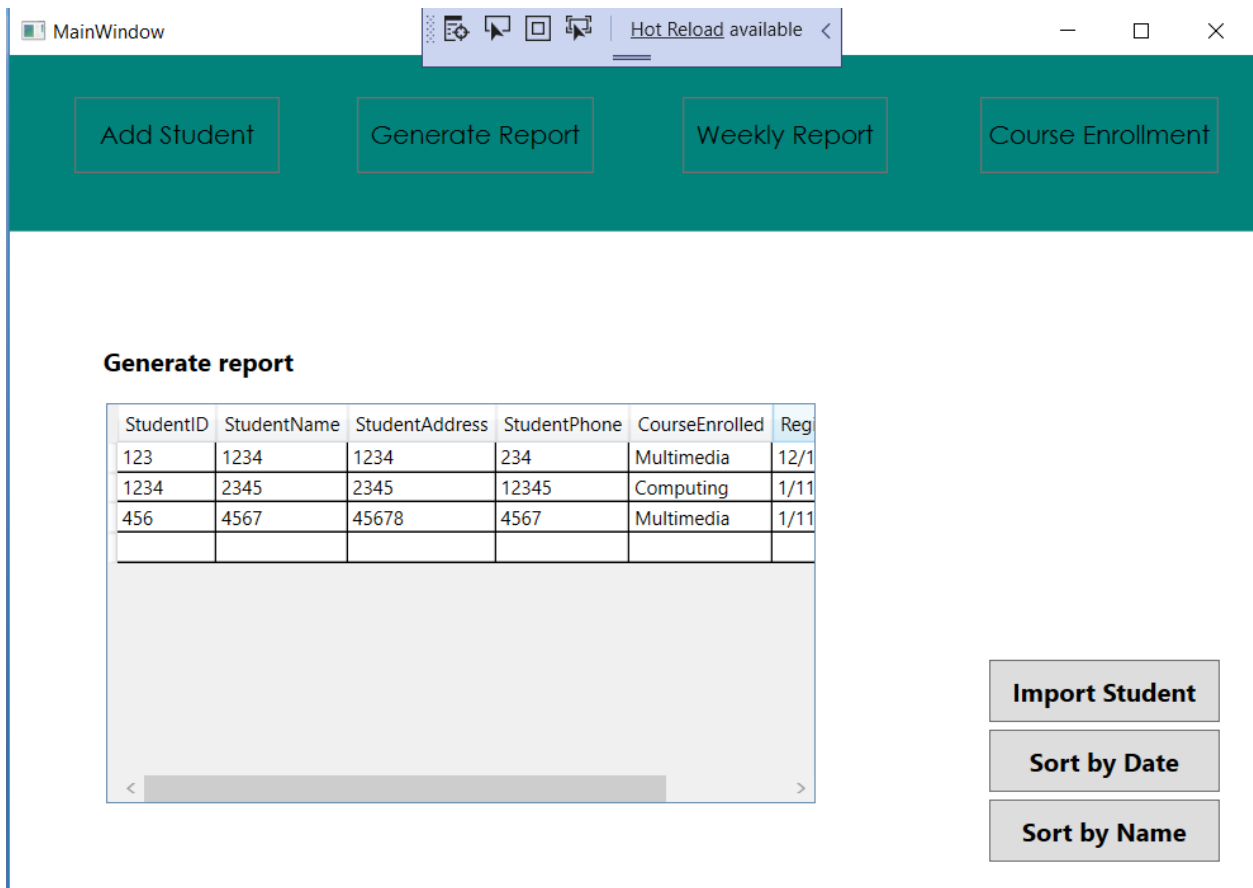 MainWindow
Hot Reload available
Add Student Generate Report Weekly Report Course Enrollment
Generate report
StudentID StudentName StudentAddress StudentPhone CourseEnrolled Regi
123 1234 1234 234 Multimedia 12/1
1234 2345 2345 12345 Computing 1/11
456 4567 45678 4567 Multimedia 1/11
Import Student
Sort by Date
Sort by Name